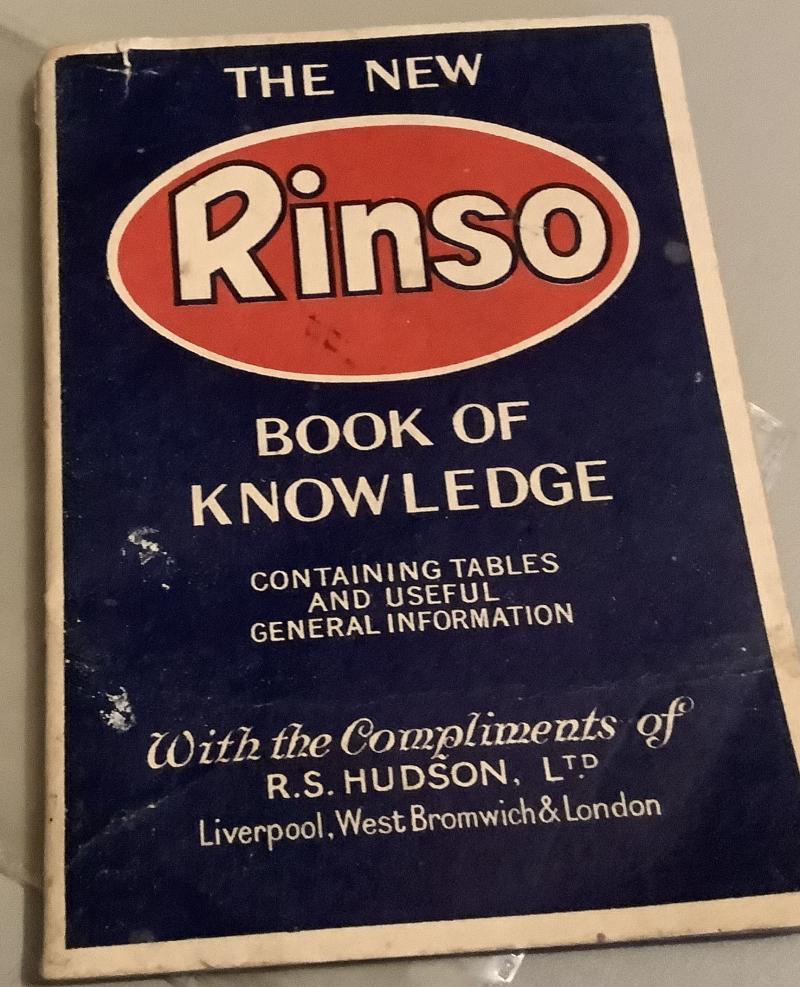 THE NEW
Rinso
BOOK OF
KNOWLEDGE
CONTAINING TABLES
AND USEFUL
GENERAL INFORMATION
With the Compliments of
R.S. HUDSON, LTD
Liverpool, West Bromwich & London